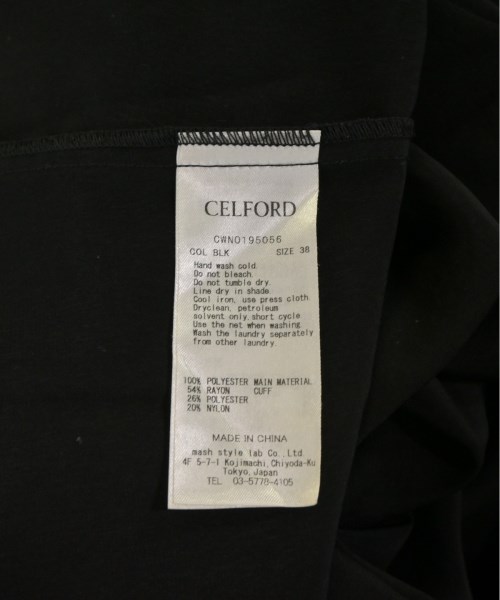 CELFORD
CWNO195056
COL BLK SIZE 38
Hand wash sold.
Do not bleach.
Do not tumble dry.
Line dry in shade.
Cool iron, use press cloth
Dryclean, petroleum
solvent only, short cycle
Use the net when washing.
Wash the laundry separately
from other laundry.
100% POLYESTER MAIN MATERIAL
54% RAYON CUFF
26% POLYESTER
20% NYLON
MADE IN CHINA
mash style lab Co., Ltd
4F 5-7-1 Kojimachi, Chiyoda-Ku
Tokyo, Japan
TEL 03-5778-4105